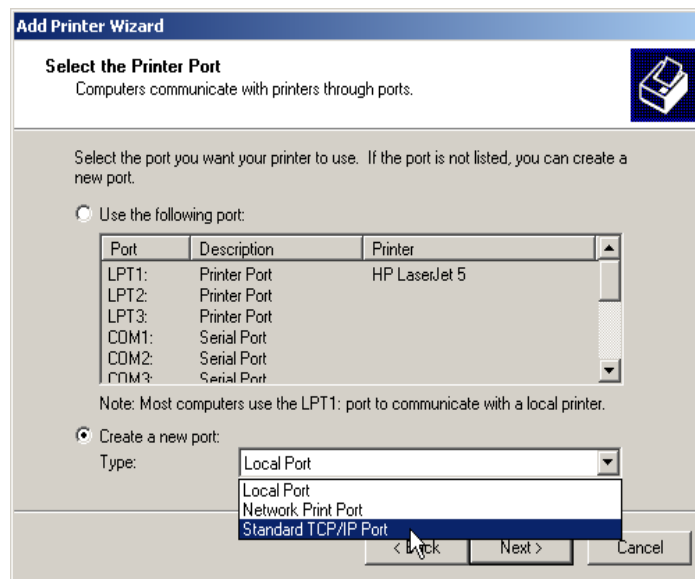 Add Printer Wizard
Select the Printer Port
Computers communicate with printers through ports.
Select the port you want your printer to use. If the port is not listed, you can create a
new port.
Use the following port:
Port Description Printer
LPT1: Printer Port HP LaserJet 5
LPT2: Printer Port
LPT3: Printer Port
COM1: Serial Port
COM2: Serial Port
COM3: Serial Port
Note: Most computers use the LPT1: port to communicate with a local printer.
Create a new port:
Type: Local Port
Local Port
Network Print Port
Standard TCP/IP Port
< Back Next > Cancel